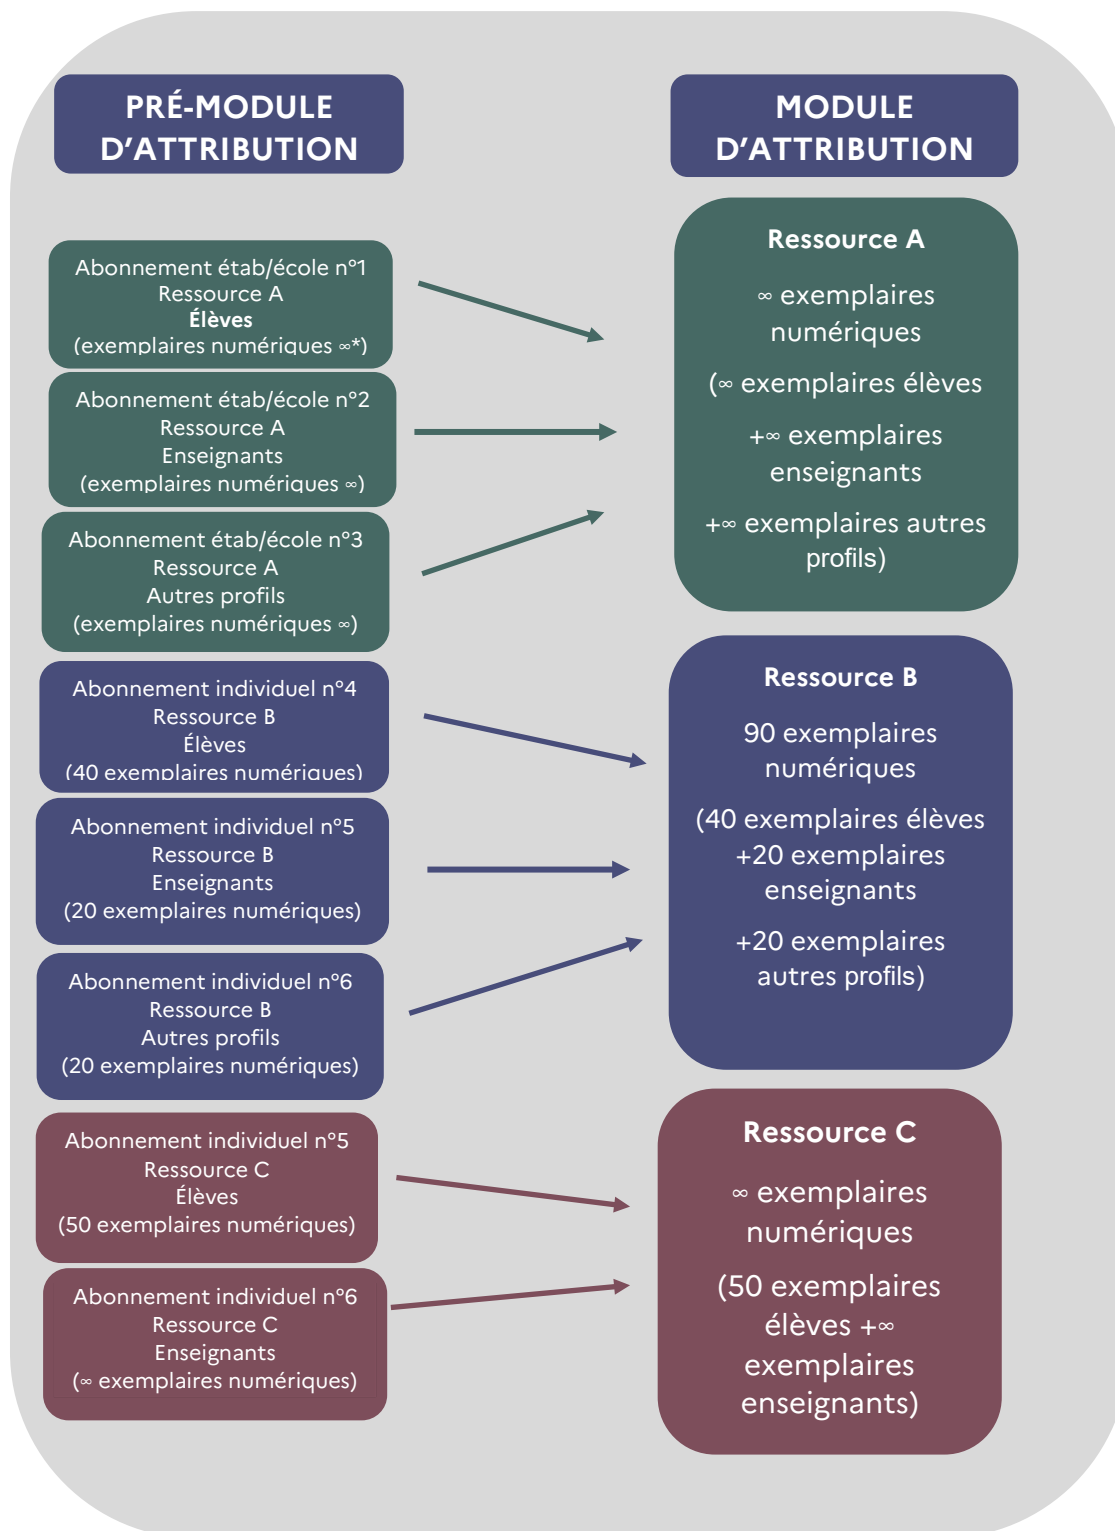 PRÉ-MODULE
D'ATTRIBUTION
Abonnement étab/école n°1
Ressource A
Élèves
(exemplaires numériques ∞*)
Abonnement étab/école n°2
Ressource A
Enseignants
(exemplaires numériques ∞)
Abonnement étab/école n°3
Ressource A
Autres profils
(exemplaires numériques ∞)
Abonnement individuel n°4
Ressource B
Élèves
(40 exemplaires numériques)
Abonnement individuel n°5
Ressource B
Enseignants
(20 exemplaires numériques)
Abonnement individuel n°6
Ressource B
Autres profils
(20 exemplaires numériques)
Abonnement individuel n°5
Ressource C
Élèves
(50 exemplaires numériques)
Abonnement individuel n°6
Ressource C
Enseignants
(∞ exemplaires numériques)
MODULE
D'ATTRIBUTION
Ressource A
∞ exemplaires
numériques
(∞ exemplaires élèves
+∞ exemplaires
enseignants
+∞ exemplaires autres
profils)
Ressource B
90 exemplaires
numériques
(40 exemplaires élèves
+20 exemplaires
enseignants
+20 exemplaires
autres profils)
Ressource C
∞ exemplaires
numériques
(50 exemplaires
élèves +∞
exemplaires
enseignants)